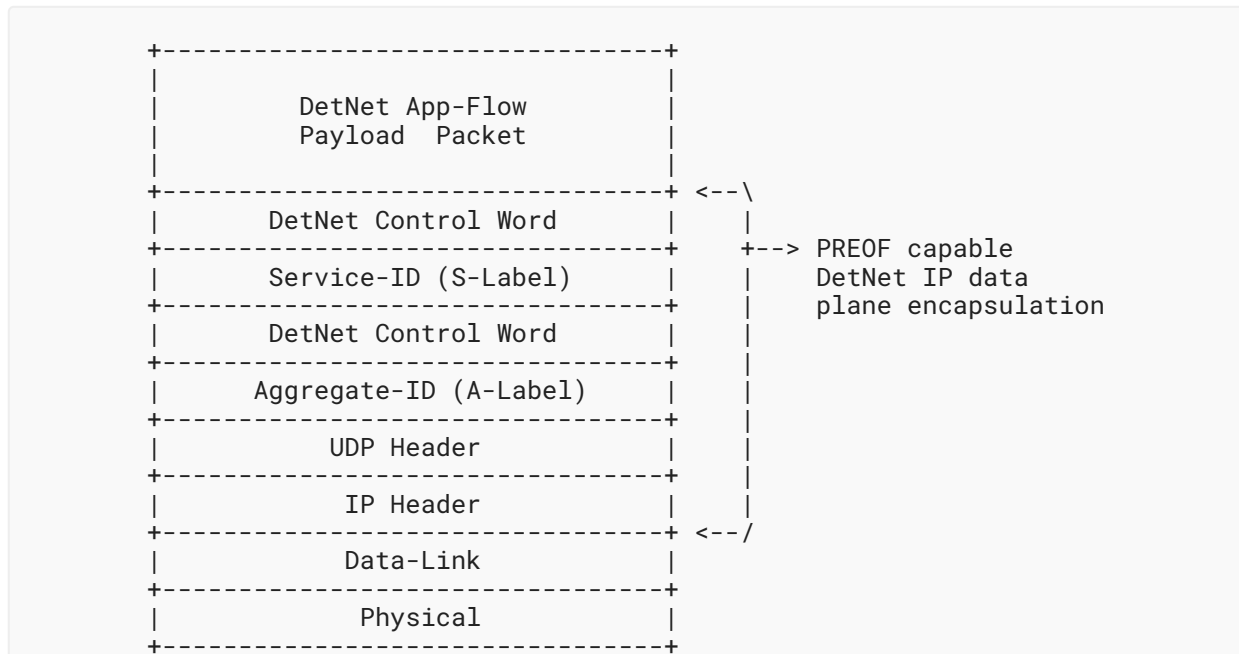 +---------------------------------+
|                                 |
|         DetNet App-Flow         |
|         Payload  Packet         |
|                                 |
+---------------------------------+ <--\
|       DetNet Control Word       |    |
+---------------------------------+    +--> PREOF capable
|       Service-ID (S-Label)      |    |    DetNet IP data
+---------------------------------+    |    plane encapsulation
|       DetNet Control Word       |    |
+---------------------------------+    |
|      Aggregate-ID (A-Label)     |    |
+---------------------------------+    |
|           UDP Header            |    |
+---------------------------------+    |
|            IP Header            |    |
+---------------------------------+ <--/
|            Data-Link            |
+---------------------------------+
|             Physical            |
+---------------------------------+